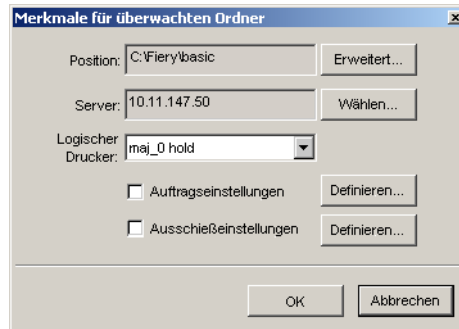 Merkmale für überwachten Ordner
Position: C:\Fiery\basic Erweitert...
Server: 10.11.147.50 Wählen...
Logischer
Drucker: maj_0 hold
Auftragseinstellungen Definieren...
Ausschießeinstellungen Definieren...
OK Abbrechen